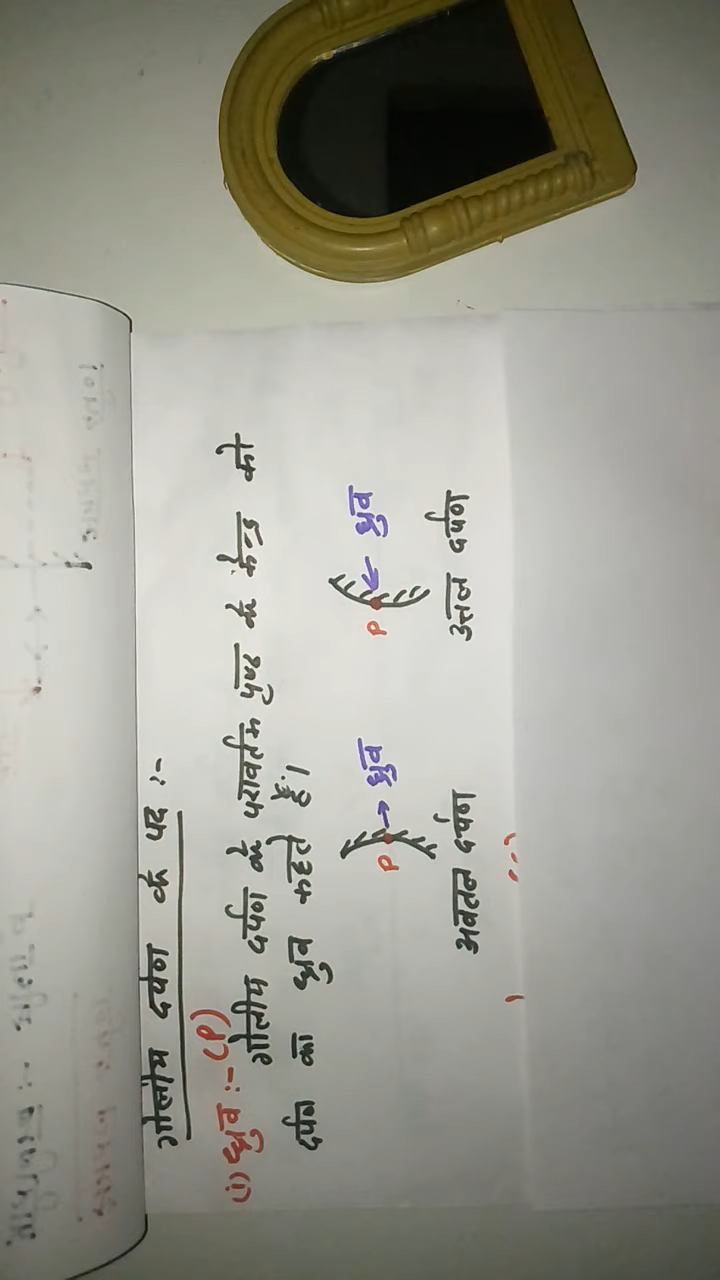 गोलीय दर्पण के पद :-
(i) ध्रुव :- (P)
गोलीय दर्पण के परावर्तक पृष्ठ के केन्द्र को
दर्पण का ध्रुव कहते हैं।
P → ध्रुव
P ← ध्रुव
अवतल दर्पण
उत्तल दर्पण